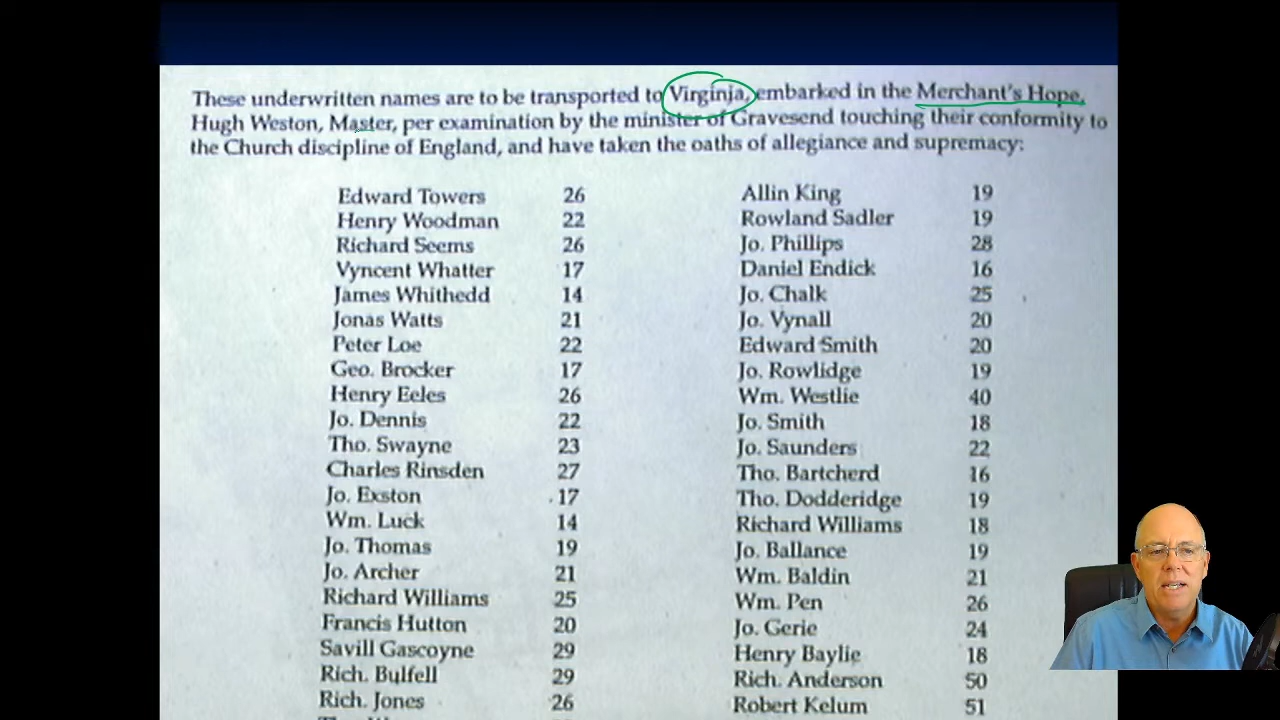 These underwritten names are to be transported to Virginja, embarked in the Merchant's Hope,
Hugh Weston, Master, per examination by the minister of Gravesend touching their conformity to
the Church discipline of England, and have taken the oaths of allegiance and supremacy:
Edward Towers 26
Henry Woodman 22
Richard Seems 26
Vyncent Whatter 17
James Whithedd 14
Jonas Watts 21
Peter Loe 22
Geo. Brocker 17
Henry Eeles 26
Jo. Dennis 22
Tho. Swayne 23
Charles Rinsden 27
Jo. Exston 17
Wm. Luck 14
Jo. Thomas 19
Jo. Archer 21
Richard Williams 25
Francis Hutton 20
Savill Gascoyne 29
Rich. Bulfell 29
Rich. Jones 26
Allin King 19
Rowland Sadler 19
Jo. Phillips 28
Daniel Endick 16
Jo. Chalk 25
Jo. Vynall 20
Edward Smith 20
Jo. Rowlidge 19
Wm. Westlie 40
Jo. Smith 18
Jo. Saunders 22
Tho. Bartcherd 16
Tho. Dodderidge 19
Richard Williams 18
Jo. Ballance 19
Wm. Baldin 21
Wm. Pen 26
Jo. Gerie 24
Henry Baylie 18
Rich. Anderson 50
Robert Kelum 51